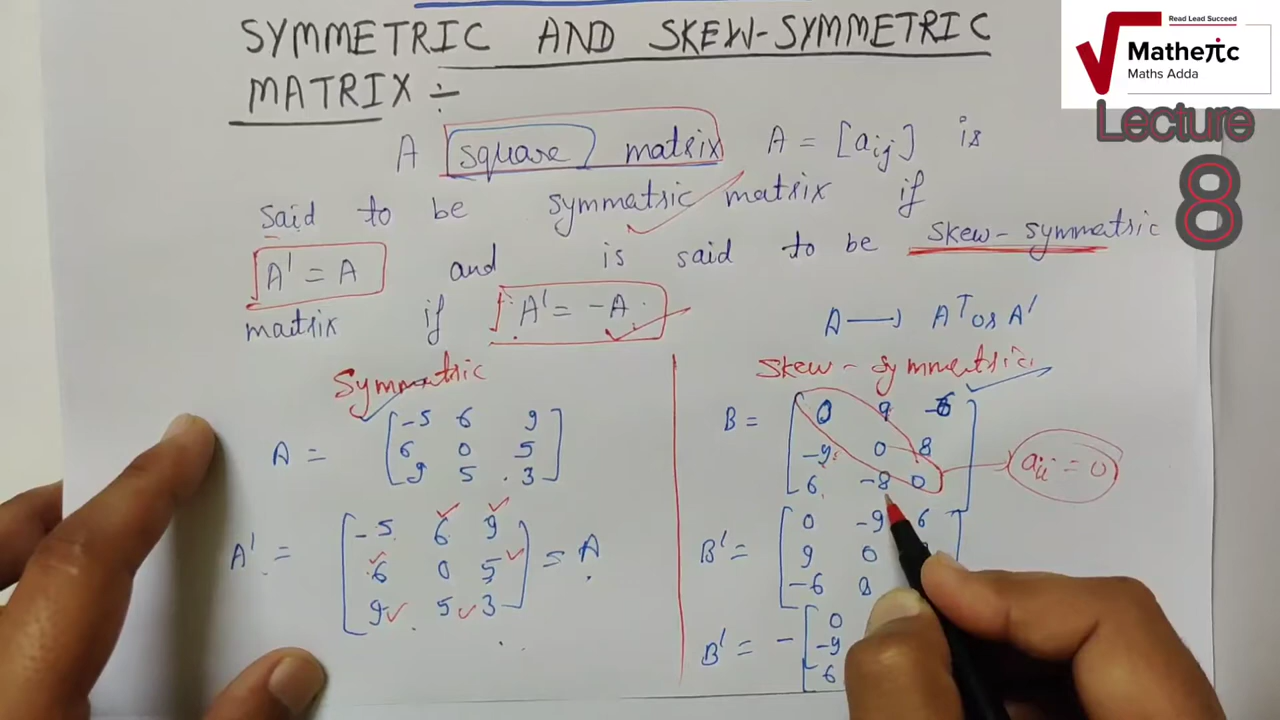 SYMMETRIC AND SKEW-SYMMETRIC
MATRIX :-
Read Lead Succeed
Matheπc
Maths Adda
Lecture
8
A square matrix A = [aij] is
said to be symmatric matrix if
A' = A and is said to be skew-symmatric
matrix if A' = -A.
A → A^T or A'
Symmatric
A = [-5 6 9
6 0 5
9 5 3]
A' = [-5 6 9
6 0 5
9 5 3] = A
Skew-symmetric
B = [0 9 -6
-9 0 8
6 -8 0]
aii = 0
B' = [0 -9 6
9 0
-6 8
B' = -[0
-9
6